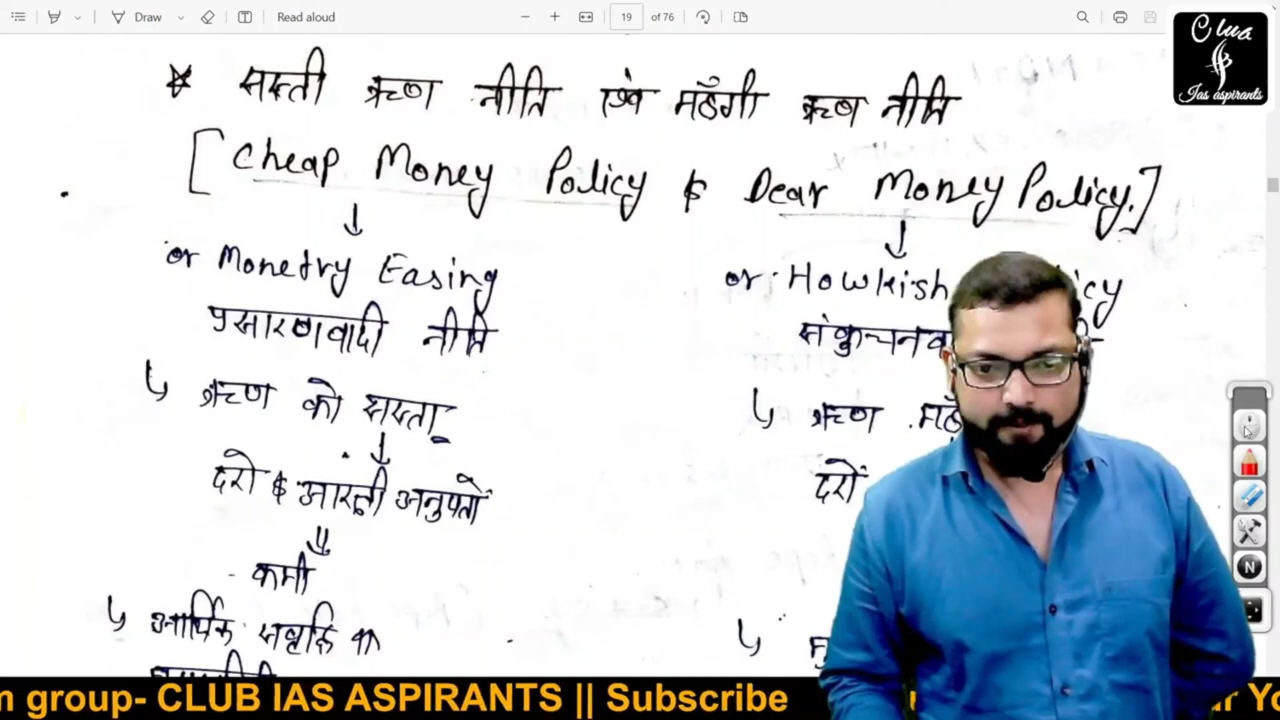 Draw
Read aloud
19 of 76
Clua
Ias aspirants
सस्ती ऋण नीति एवं महँगी ऋण नीति
[Cheap Money Policy & Dear Money Policy.]
or Monetry Easing
or Howkish
प्रसारणवादी नीति
↳ ऋण को सस्ता
↳ ऋण
दरो & आरक्षी अनुपातो
दरों
कमी
↳ आर्थिक संवृद्धि का
m group- CLUB IAS ASPIRANTS || Subscribe
N